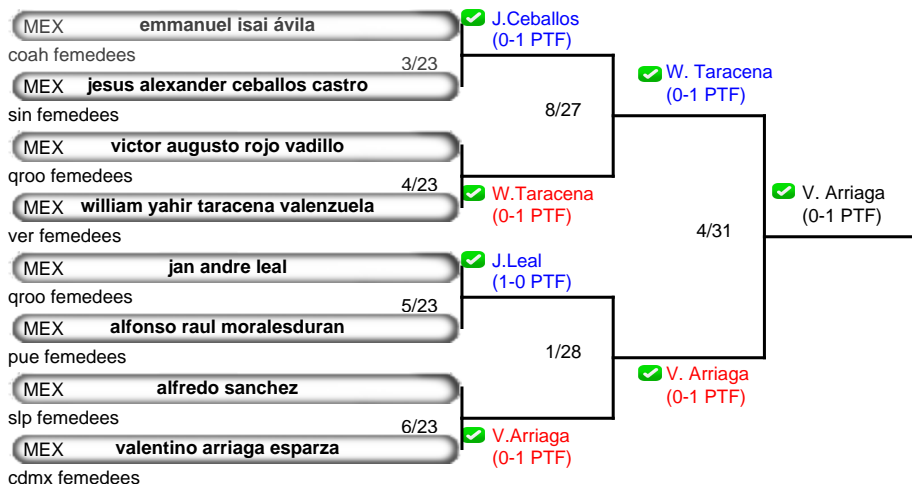 MEX emmanuel isai ávila
coah femedees
3/23
MEX jesus alexander ceballos castro
sin femedees
MEX victor augusto rojo vadillo
qroo femedees
4/23
MEX william yahir taracena valenzuela
ver femedees
MEX jan andre leal
qroo femedees
5/23
MEX alfonso raul moralesduran
pue femedees
MEX alfredo sanchez
slp femedees
6/23
MEX valentino arriaga esparza
cdmx femedees
J.Ceballos
(0-1 PTF)
8/27
W.Taracena
(0-1 PTF)
J.Leal
(1-0 PTF)
1/28
V.Arriaga
(0-1 PTF)
W. Taracena
(0-1 PTF)
4/31
V. Arriaga
(0-1 PTF)
V. Arriaga
(0-1 PTF)